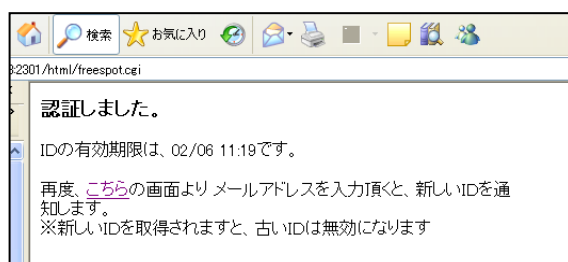 検索 お気に入り
:2301/html/freespot.cgi
認証しました。
IDの有効期限は、02/06 11:19です。
再度、こちらの画面より メールアドレスを入力頂くと、新しいIDを通
知します。
※新しいIDを取得されますと、古いIDは無効になります